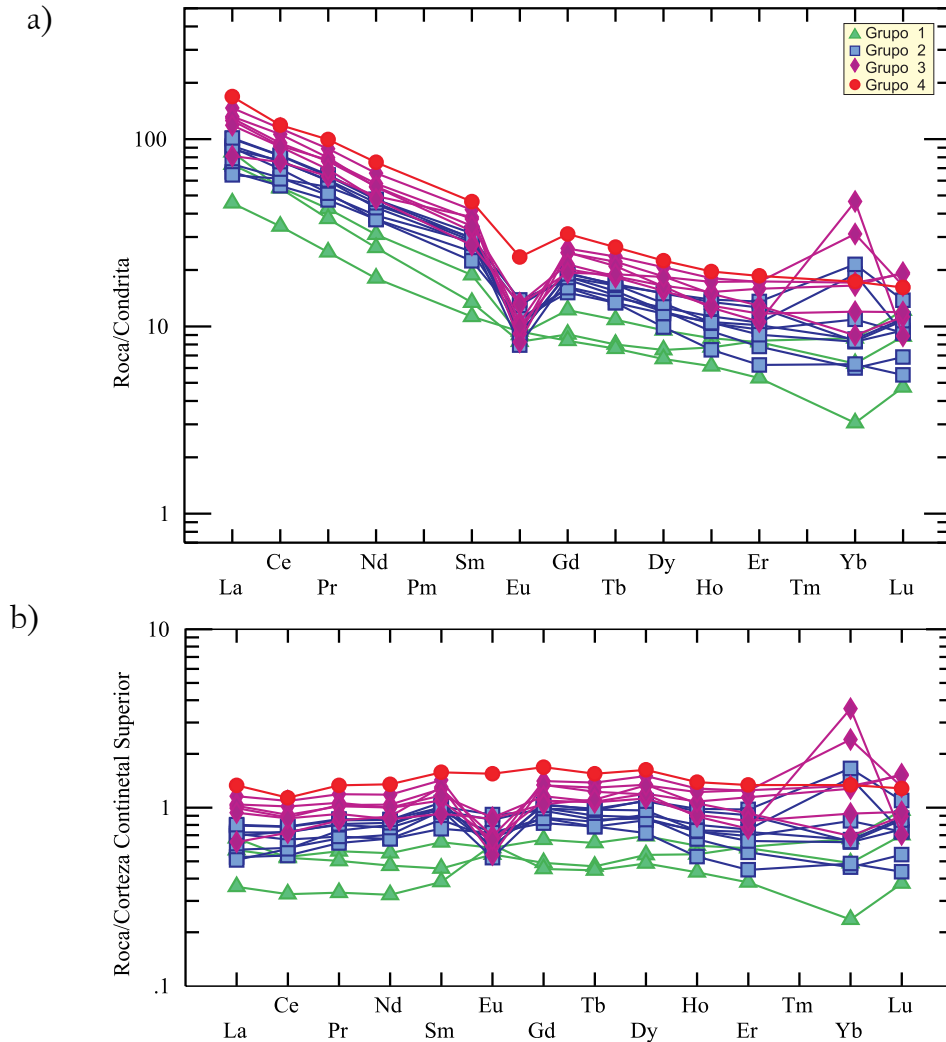 a)
Grupo 1
Grupo 2
Grupo 3
Grupo 4
100
10
1
Roca/Condrita
Ce Nd Sm Gd Dy Er Yb
La Pr Pm Eu Tb Ho Tm Lu
b)
10
1
.1
Roca/Corteza Continetal Superior
Ce Nd Eu Tb Ho Tm Lu
La Pr Sm Gd Dy Er Yb